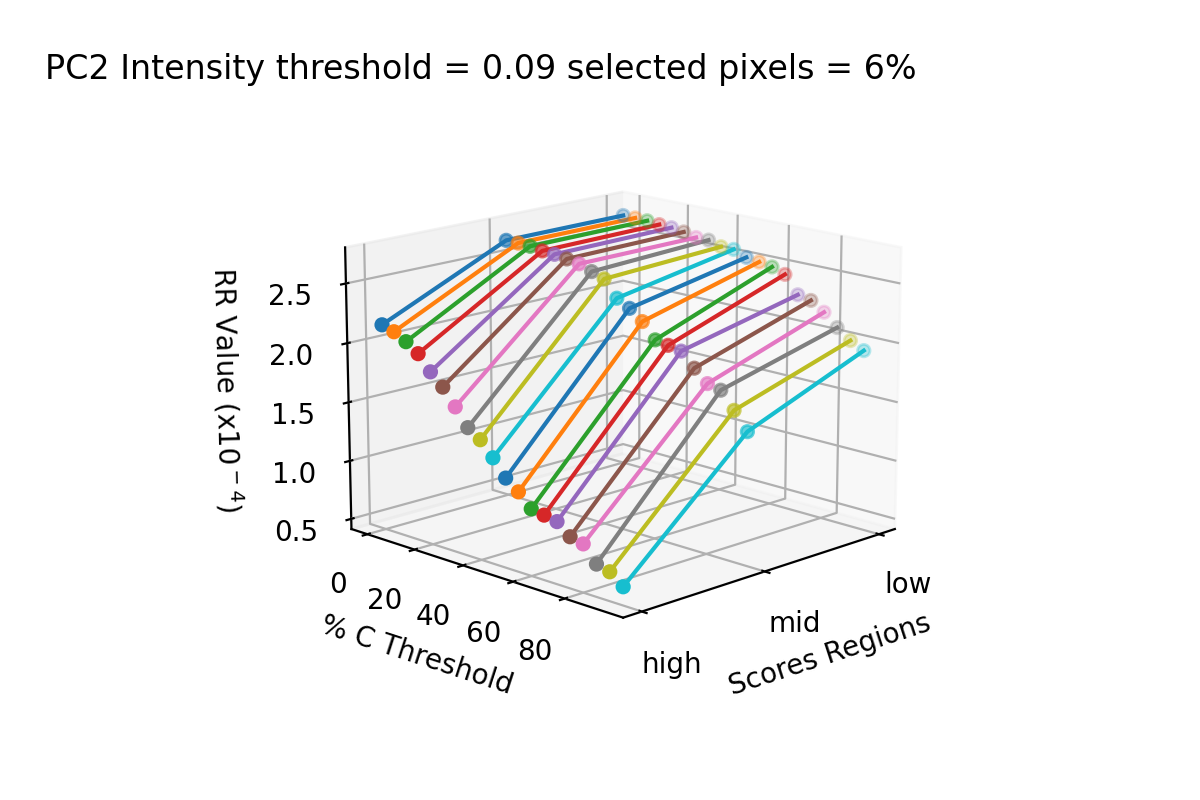 PC2 Intensity threshold = 0.09 selected pixels = 6%
RR Value (x10⁻⁴)
2.5
2.0
1.5
1.0
0.5
0
20
40
60
80
% C Threshold
high
mid
low
Scores Regions